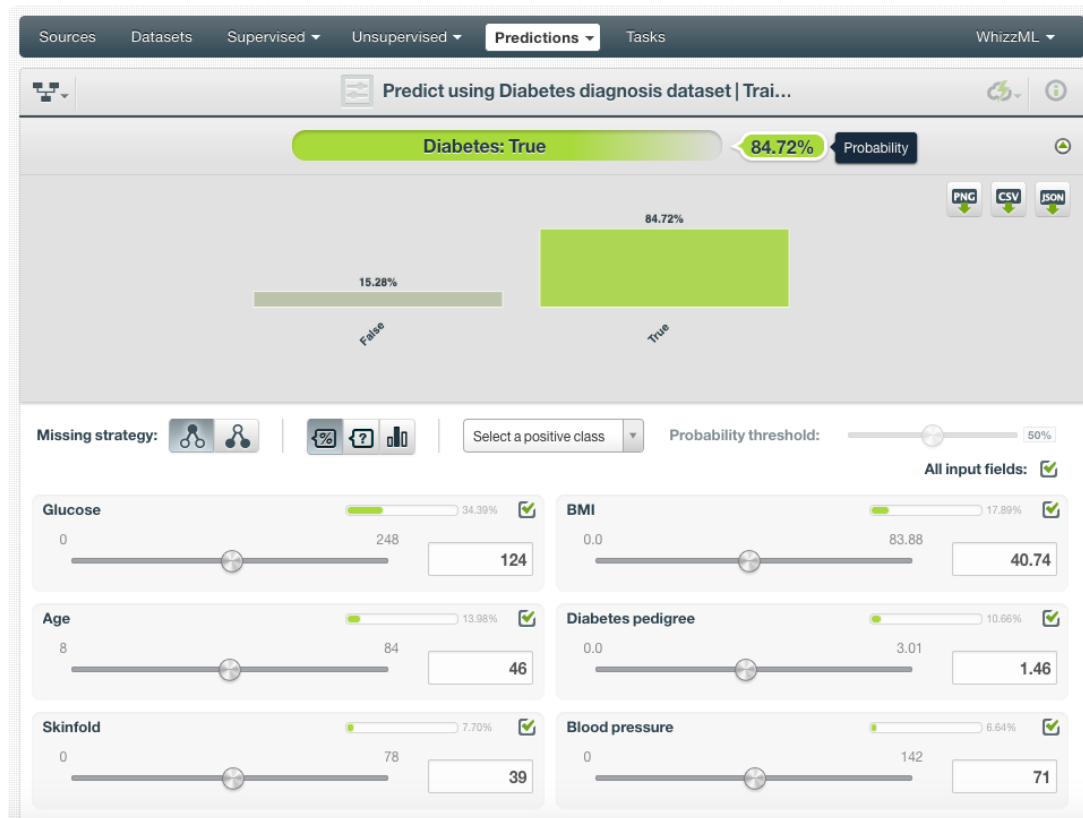 Sources Datasets Supervised Unsupervised Predictions Tasks WhizzML
Predict using Diabetes diagnosis dataset | Trai...
Diabetes: True 84.72% Probability
PNG CSV JSON
84.72%
15.28%
False True
Missing strategy: % ? Select a positive class Probability threshold: 50%
All input fields:
Glucose 34.39% BMI 17.89%
0 248 0.0 83.88
124 40.74
Age 13.98% Diabetes pedigree 10.66%
8 84 0.0 3.01
46 1.46
Skinfold 7.70% Blood pressure 6.64%
0 78 0 142
39 71